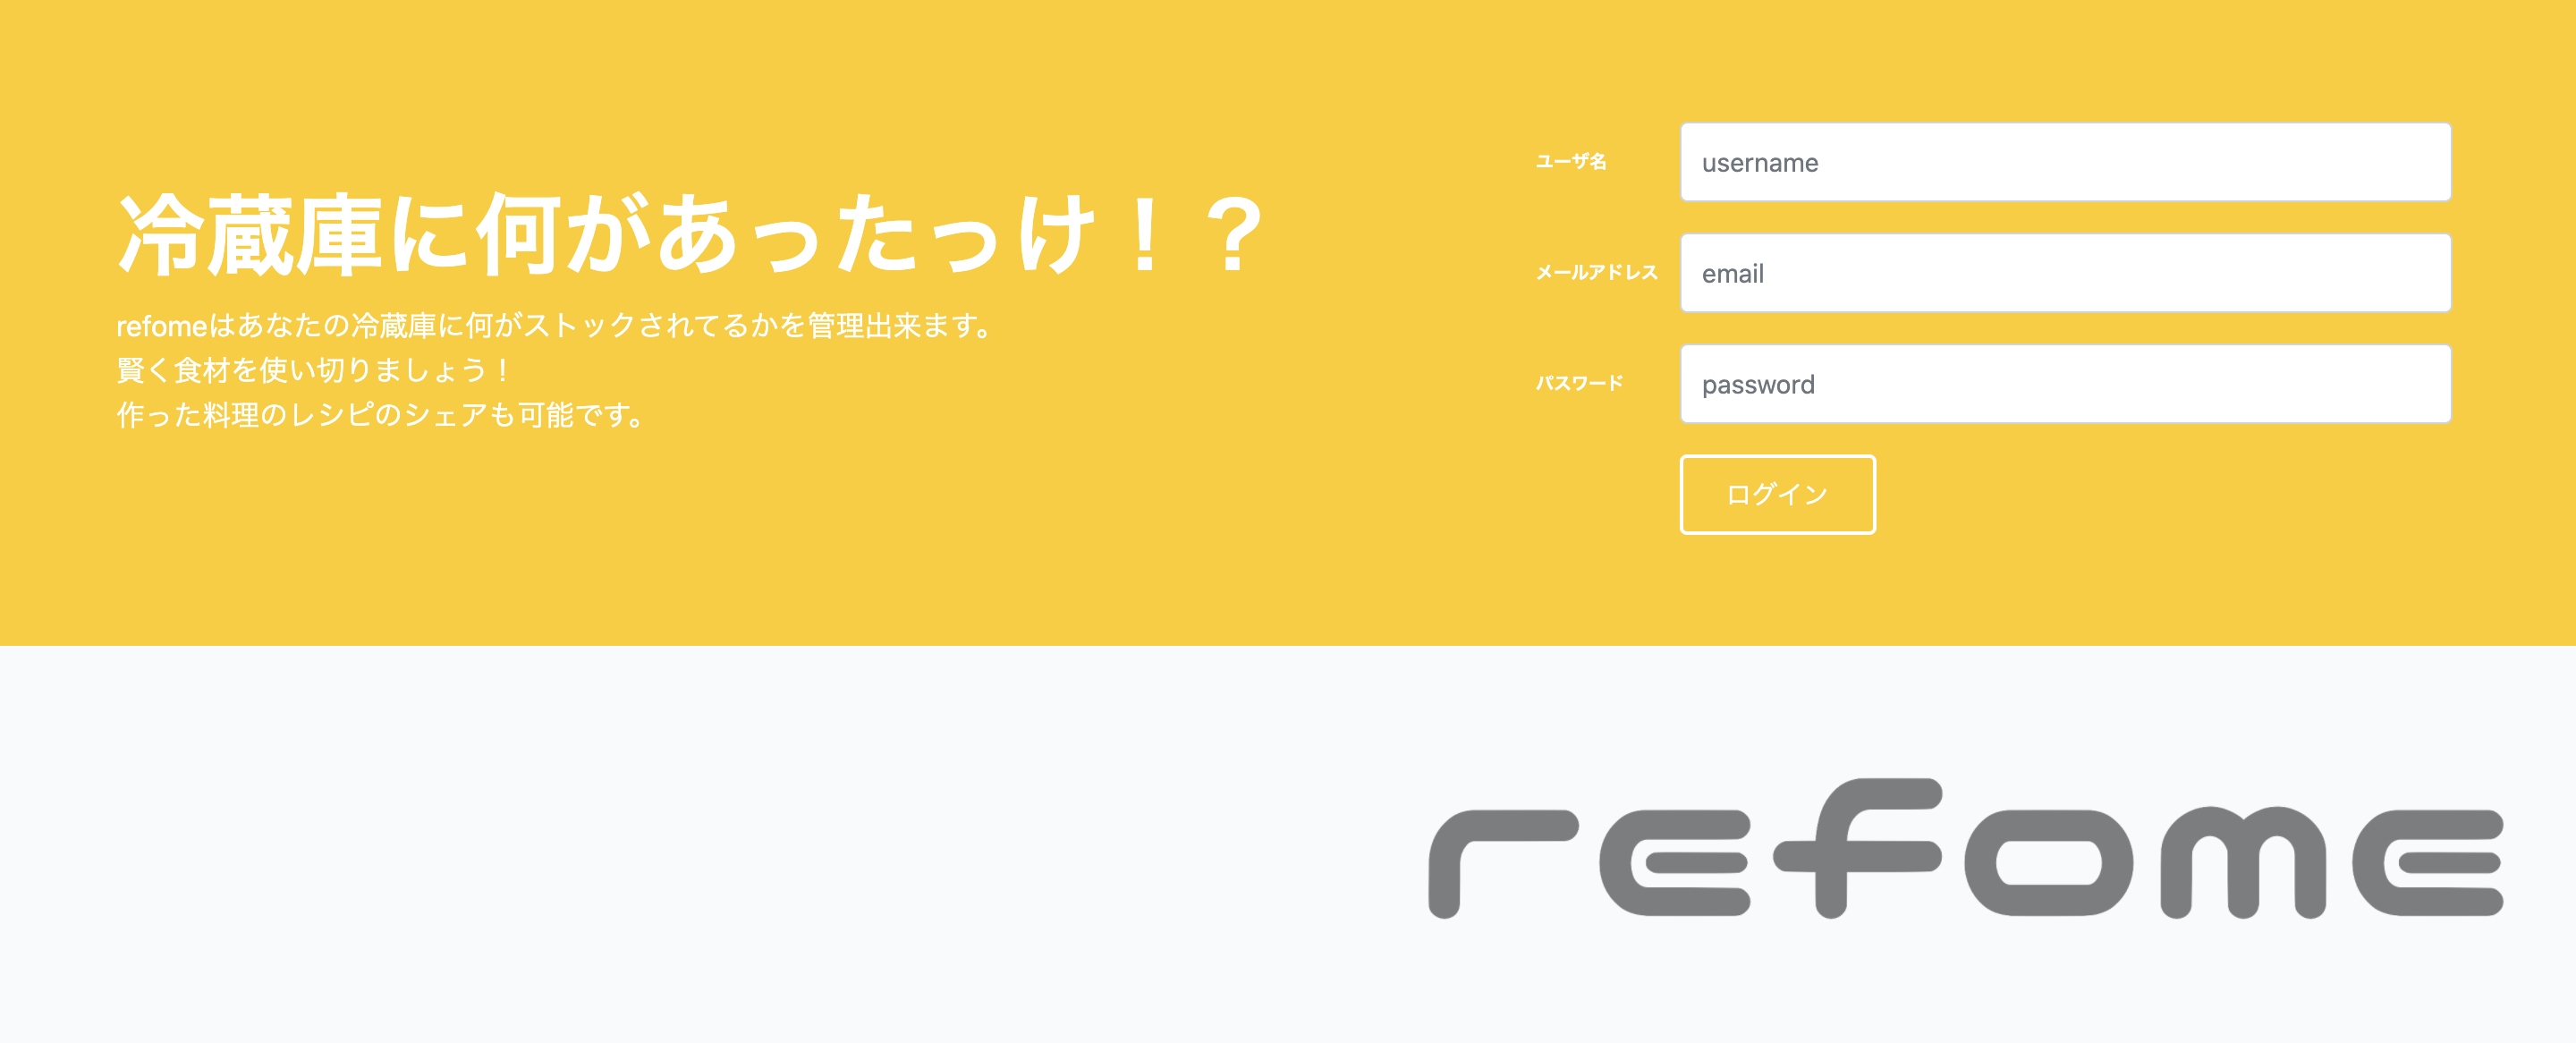 冷蔵庫に何があったっけ！？
refomeはあなたの冷蔵庫に何がストックされてるかを管理出来ます。
賢く食材を使い切りましょう！
作った料理のレシピのシェアも可能です。
ユーザ名
username
メールアドレス
email
パスワード
password
ログイン
refome